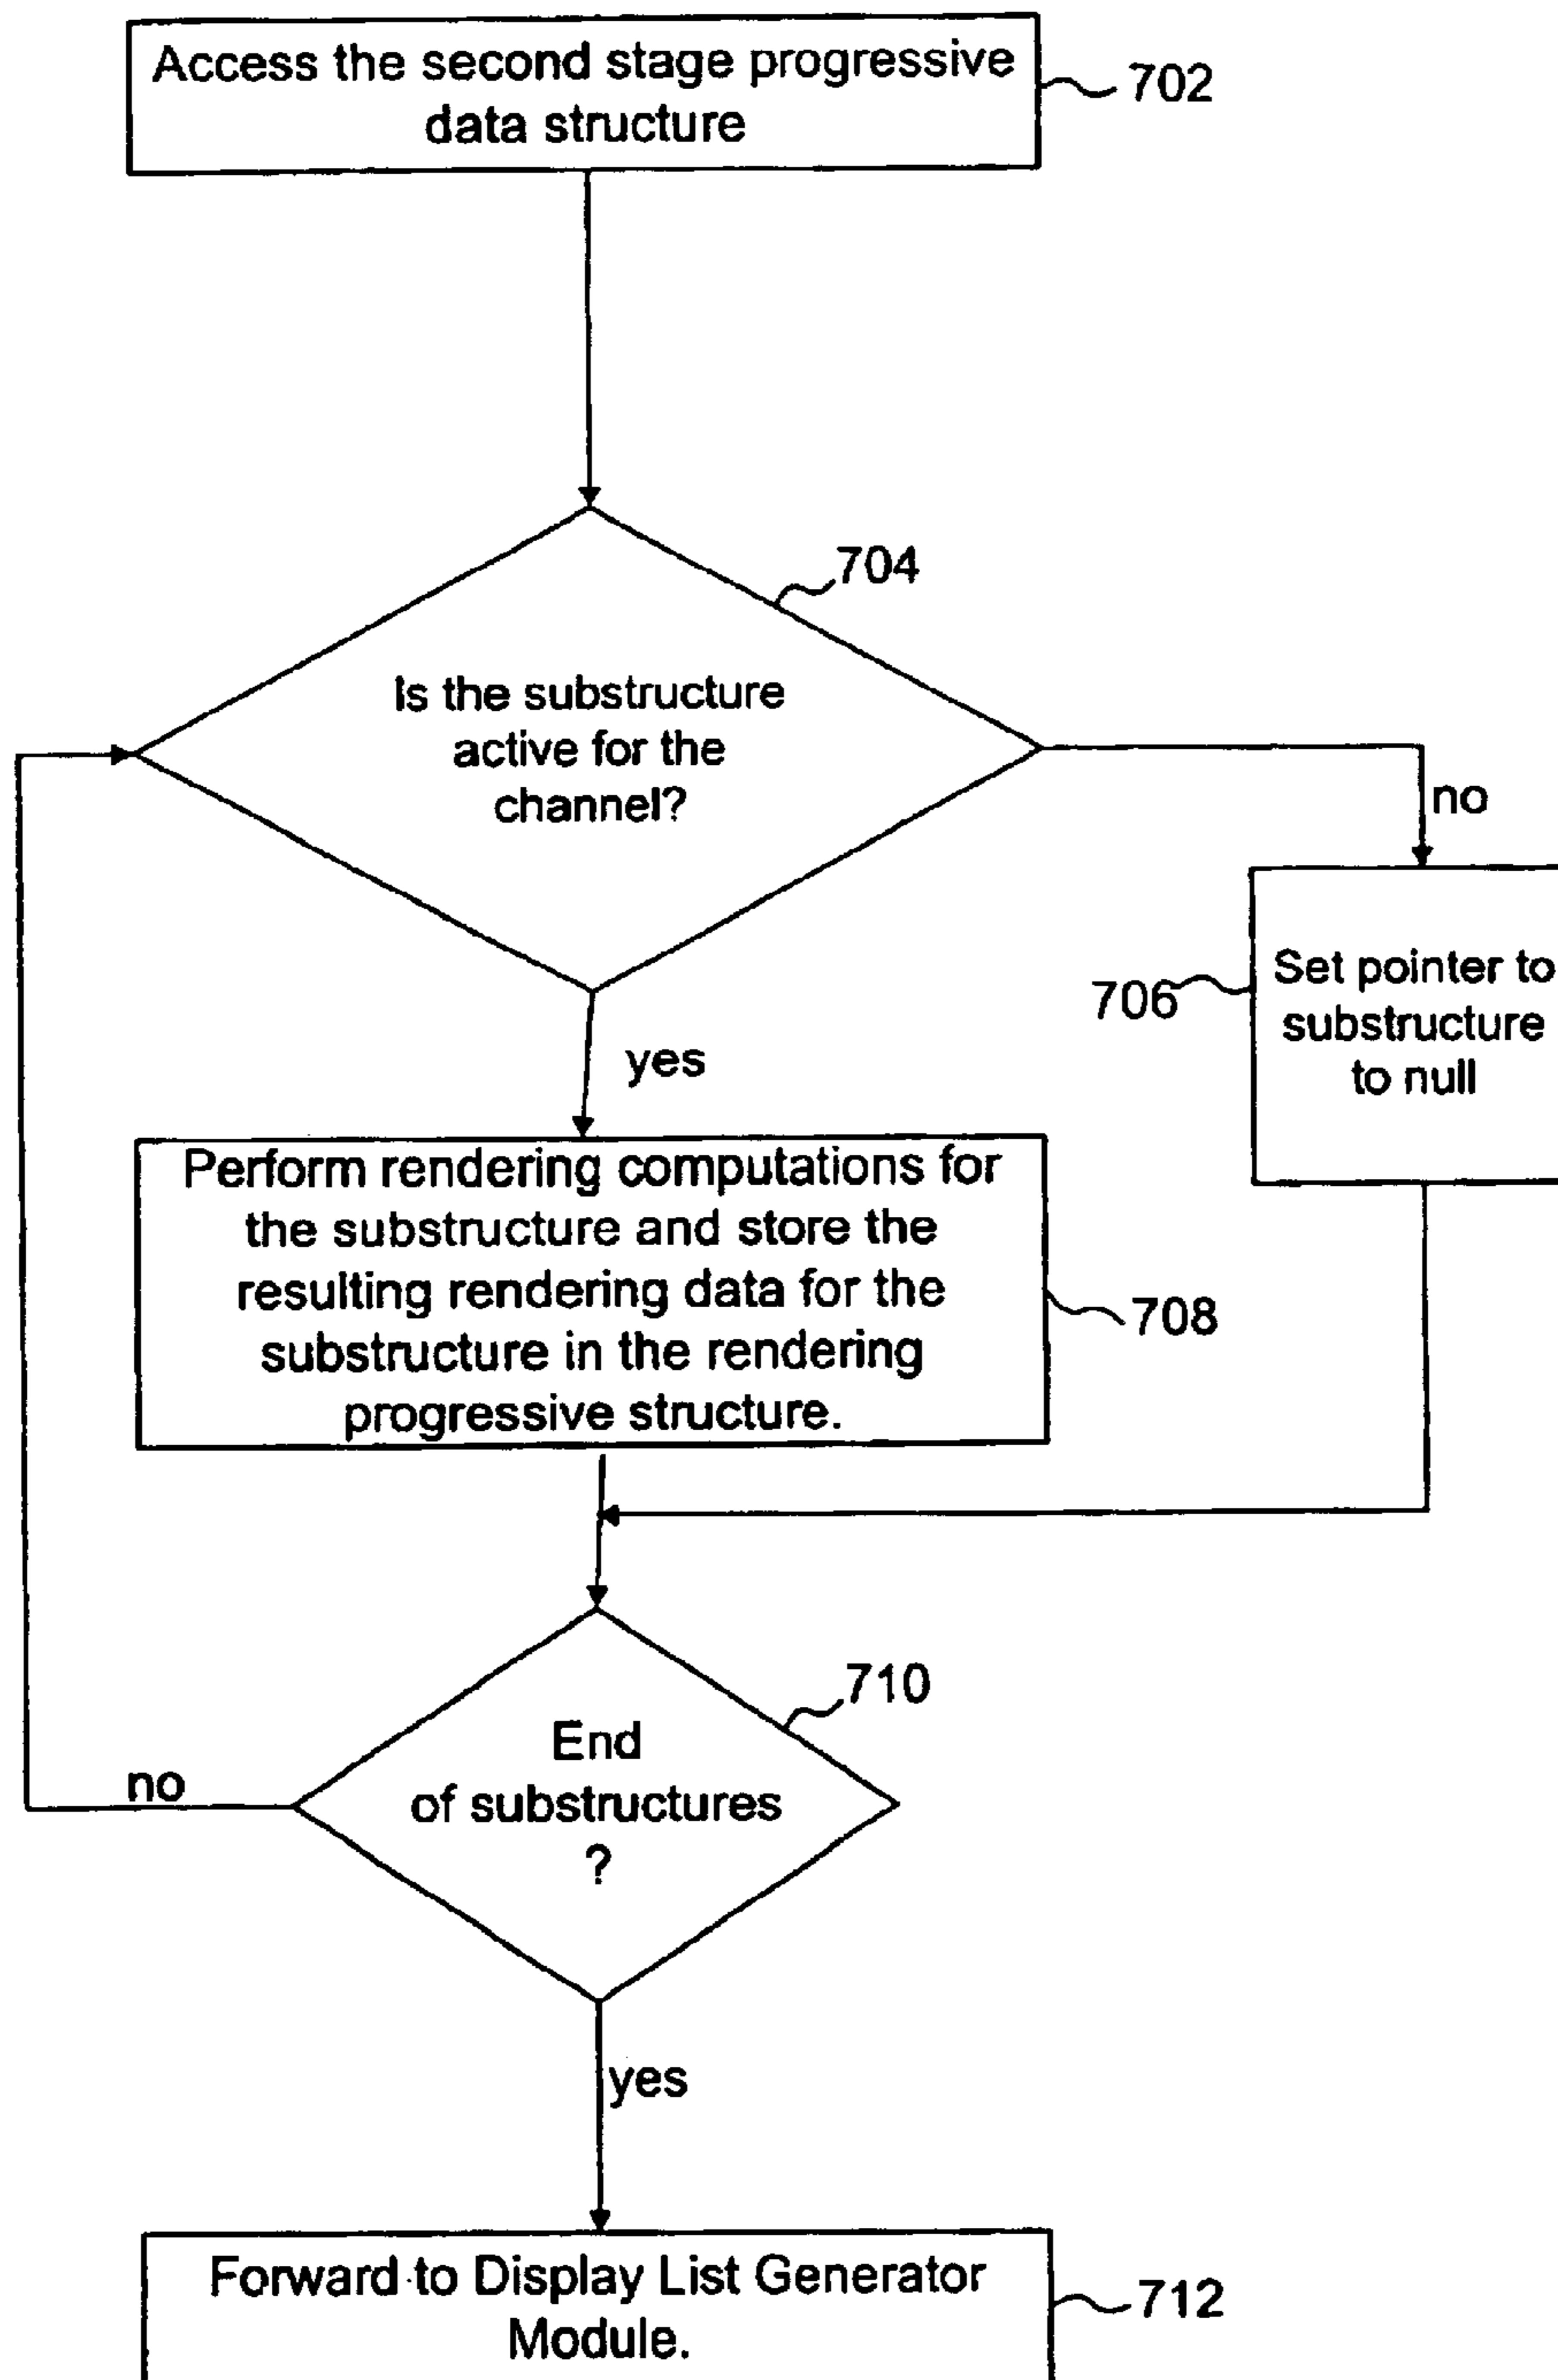 Access the second stage progressive
data structure
702
704
Is the substructure
active for the
channel?
no
706
Set pointer to
substructure
to null
yes
Perform rendering computations for
the substructure and store the
resulting rendering data for the
substructure in the rendering
progressive structure.
708
710
End
of substructures
?
no
yes
Forward to Display List Generator
Module.
712